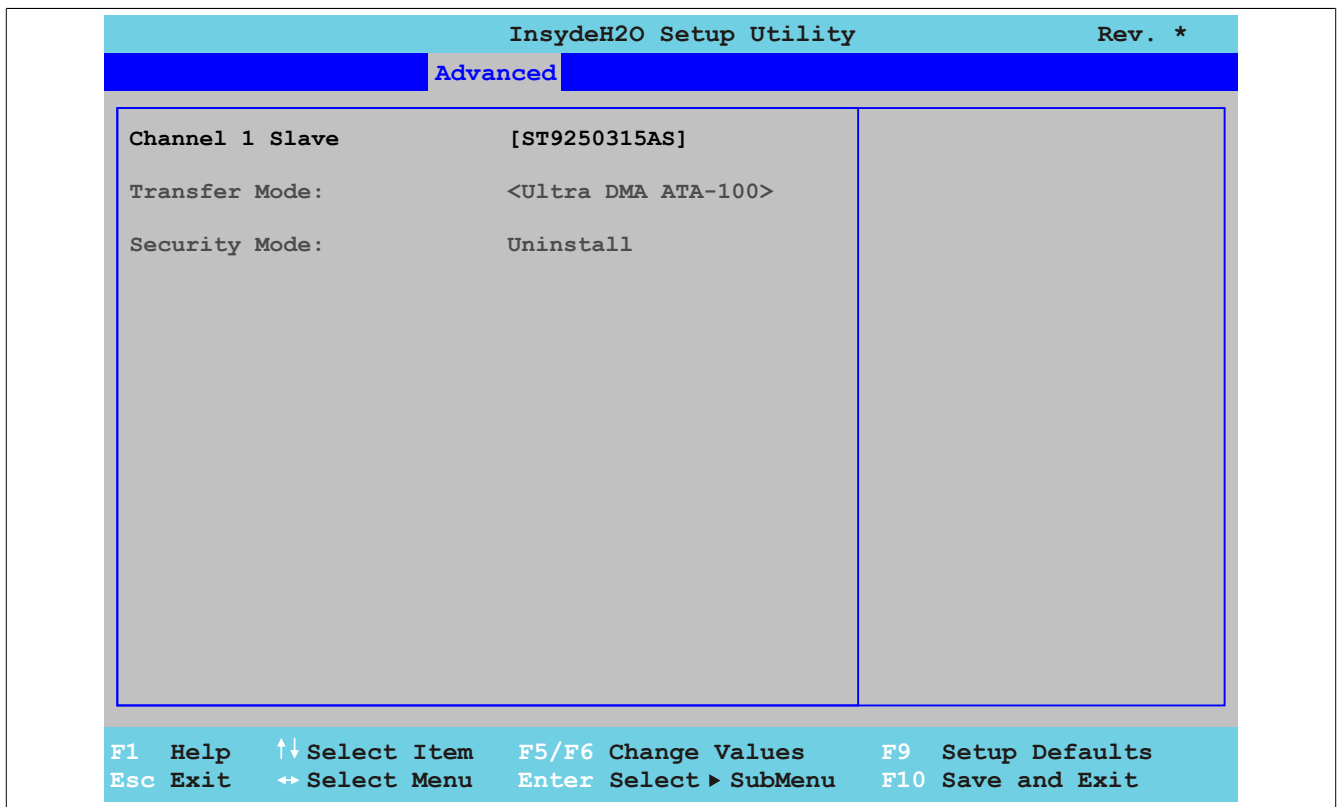 InsydeH2O Setup Utility Rev. *
Advanced
Channel 1 Slave [ST9250315AS]
Transfer Mode: <Ultra DMA ATA-100>
Security Mode: Uninstall
F1 Help ↑↓ Select Item F5/F6 Change Values F9 Setup Defaults
Esc Exit ↔ Select Menu Enter Select ▶ SubMenu F10 Save and Exit